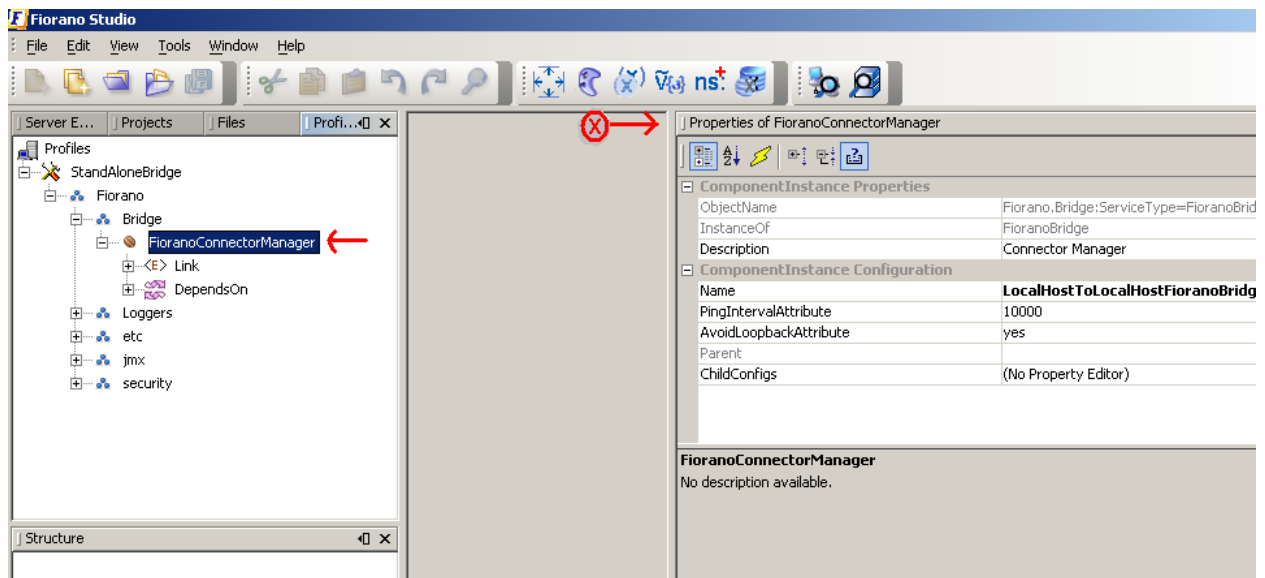 Fiorano Studio
File Edit View Tools Window Help
ns:
Server E... Projects Files Profi...
Properties of FioranoConnectorManager
Profiles
StandAloneBridge
Fiorano
Bridge
FioranoConnectorManager
<E> Link
DependsOn
Loggers
etc
jmx
security
ComponentInstance Properties
ObjectName Fiorano.Bridge:ServiceType=FioranoBrid
InstanceOf FioranoBridge
Description Connector Manager
ComponentInstance Configuration
Name LocalHostToLocalHostFioranoBridg
PingIntervalAttribute 10000
AvoidLoopbackAttribute yes
Parent
ChildConfigs (No Property Editor)
FioranoConnectorManager
No description available.
Structure